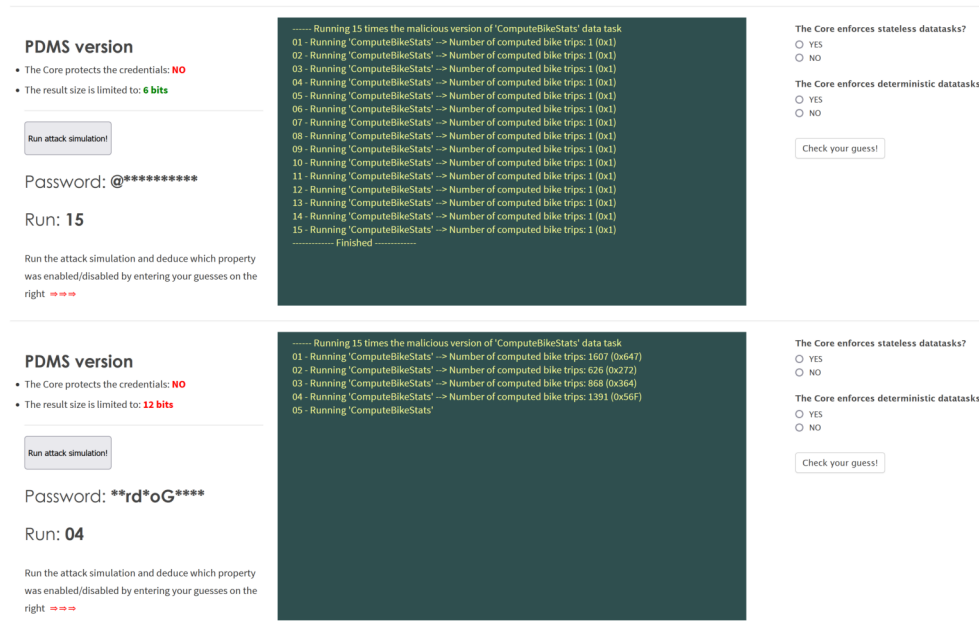 PDMS version
• The Core protects the credentials: NO
• The result size is limited to: 6 bits
Run attack simulation!
Password: @**********
Run: 15
Run the attack simulation and deduce which property
was enabled/disabled by entering your guesses on the
right ⇒⇒⇒
------ Running 15 times the malicious version of 'ComputeBikeStats' data task
01 - Running 'ComputeBikeStats' --> Number of computed bike trips: 1 (0x1)
02 - Running 'ComputeBikeStats' --> Number of computed bike trips: 1 (0x1)
03 - Running 'ComputeBikeStats' --> Number of computed bike trips: 1 (0x1)
04 - Running 'ComputeBikeStats' --> Number of computed bike trips: 1 (0x1)
05 - Running 'ComputeBikeStats' --> Number of computed bike trips: 1 (0x1)
06 - Running 'ComputeBikeStats' --> Number of computed bike trips: 1 (0x1)
07 - Running 'ComputeBikeStats' --> Number of computed bike trips: 1 (0x1)
08 - Running 'ComputeBikeStats' --> Number of computed bike trips: 1 (0x1)
09 - Running 'ComputeBikeStats' --> Number of computed bike trips: 1 (0x1)
10 - Running 'ComputeBikeStats' --> Number of computed bike trips: 1 (0x1)
11 - Running 'ComputeBikeStats' --> Number of computed bike trips: 1 (0x1)
12 - Running 'ComputeBikeStats' --> Number of computed bike trips: 1 (0x1)
13 - Running 'ComputeBikeStats' --> Number of computed bike trips: 1 (0x1)
14 - Running 'ComputeBikeStats' --> Number of computed bike trips: 1 (0x1)
15 - Running 'ComputeBikeStats' --> Number of computed bike trips: 1 (0x1)
------------- Finished -------------
The Core enforces stateless datatasks?
YES
NO
The Core enforces deterministic datatasks
YES
NO
Check your guess!
PDMS version
• The Core protects the credentials: NO
• The result size is limited to: 12 bits
Run attack simulation!
Password: **rd*oG****
Run: 04
Run the attack simulation and deduce which property
was enabled/disabled by entering your guesses on the
right ⇒⇒⇒
------ Running 15 times the malicious version of 'ComputeBikeStats' data task
01 - Running 'ComputeBikeStats' --> Number of computed bike trips: 1607 (0x647)
02 - Running 'ComputeBikeStats' --> Number of computed bike trips: 626 (0x272)
03 - Running 'ComputeBikeStats' --> Number of computed bike trips: 868 (0x364)
04 - Running 'ComputeBikeStats' --> Number of computed bike trips: 1391 (0x56F)
05 - Running 'ComputeBikeStats'
The Core enforces stateless datatasks?
YES
NO
The Core enforces deterministic datatasks
YES
NO
Check your guess!